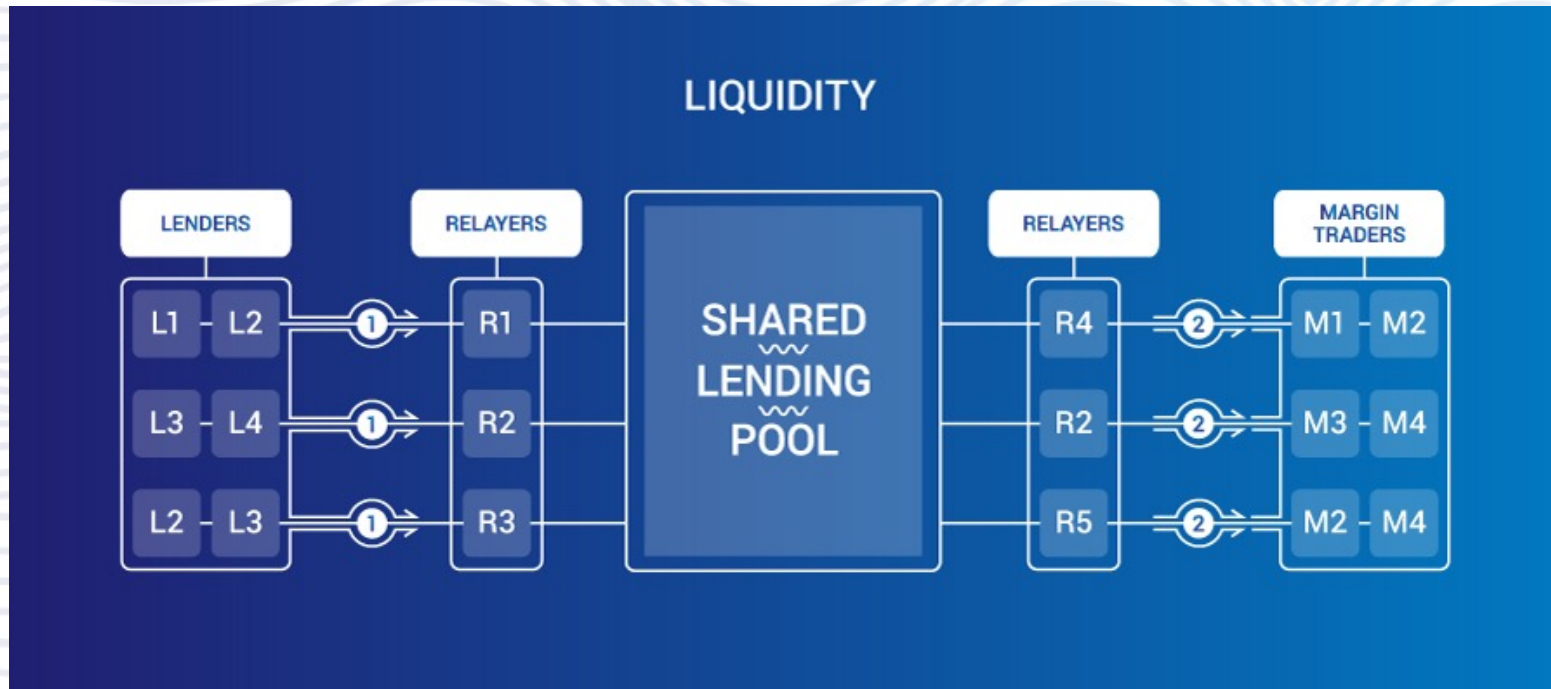 LIQUIDITY
LENDERS
RELAYERS
RELAYERS
MARGIN
TRADERS
L1 - L2
1
R1
SHARED
R4
2
M1 - M2
LENDING
L3 - L4
1
R2
POOL
R2
2
M3 - M4
L2 - L3
1
R3
R5
2
M2 - M4